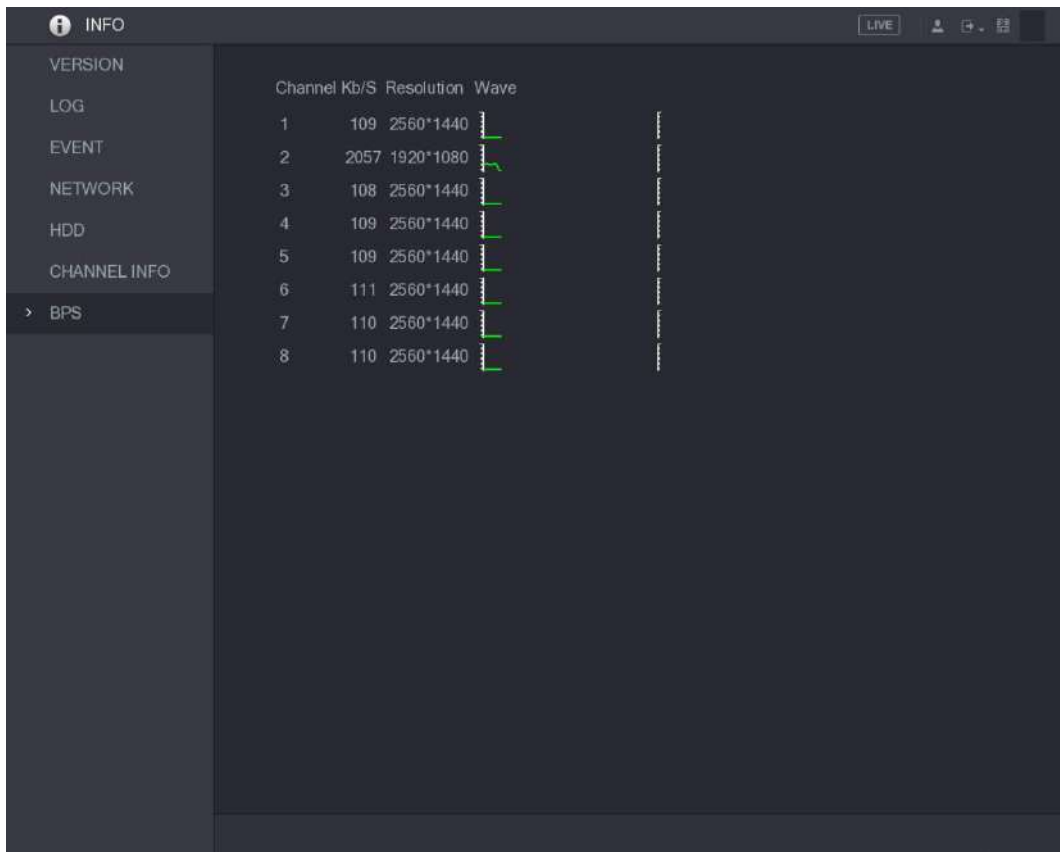 INFO LIVE
VERSION
LOG
EVENT
NETWORK
HDD
CHANNEL INFO
> BPS
Channel Kb/S Resolution Wave
1 109 2560*1440
2 2057 1920*1080
3 108 2560*1440
4 109 2560*1440
5 109 2560*1440
6 111 2560*1440
7 110 2560*1440
8 110 2560*1440